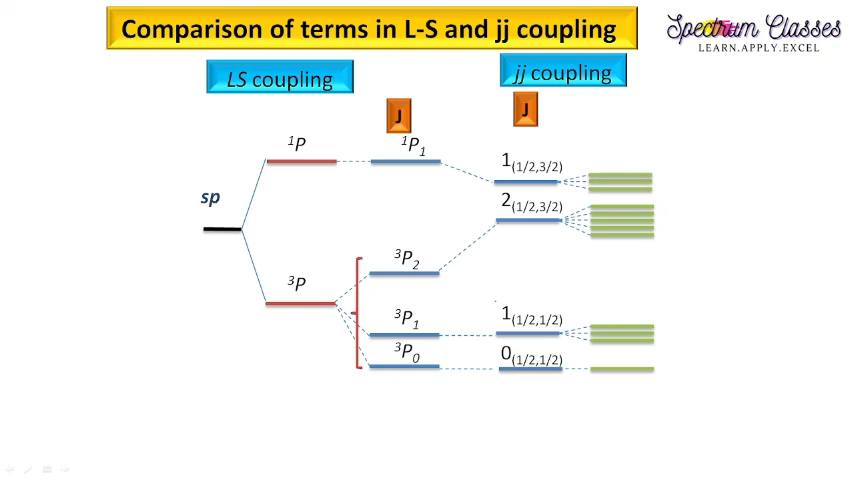 Comparison of terms in L-S and jj coupling
Spectrum Classes
LEARN.APPLY.EXCEL
LS coupling
jj coupling
J
J
¹P
¹P₁
1(1/2,3/2)
sp
2(1/2,3/2)
³P₂
³P
³P₁
1(1/2,1/2)
³P₀
0(1/2,1/2)